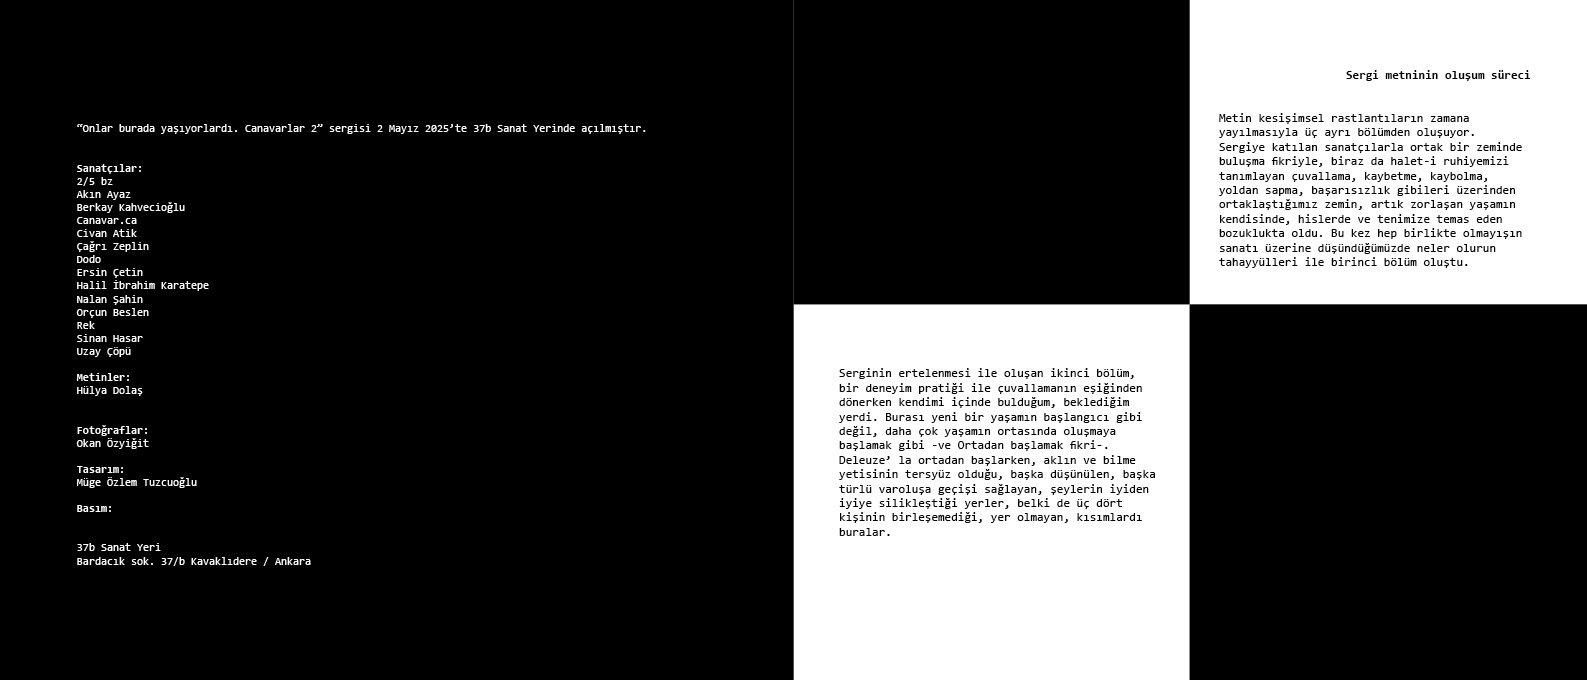 “Onlar burada yaşıyorlardı. Canavarlar 2” sergisi 2 Mayız 2025’te 37b Sanat Yerinde açılmıştır.
Sanatçılar:
2/5 bz
Akın Ayaz
Berkay Kahvecioğlu
Canavar.ca
Civan Atik
Çağrı Zeplin
Dodo
Ersin Çetin
Halil İbrahim Karatepe
Nalan Şahin
Orçun Beslen
Rek
Sinan Hasar
Uzay Çöpü
Metinler:
Hülya Dolaş
Fotoğraflar:
Okan Özyiğit
Tasarım:
Müge Özlem Tuzcuoğlu
Basım:
37b Sanat Yeri
Bardacık sok. 37/b Kavaklıdere / Ankara
Sergi metninin oluşum süreci
Metin kesişimsel rastlantıların zamana
yayılmasıyla üç ayrı bölümden oluşuyor.
Sergiye katılan sanatçılarla ortak bir zeminde
buluşma fikriyle, biraz da halet-i ruhiyemizi
tanımlayan çuvallama, kaybetme, kaybolma,
yoldan sapma, başarısızlık gibileri üzerinden
ortaklaştığımız zemin, artık zorlaşan yaşamın
kendisinde, hislerde ve tenimize temas eden
bozuklukta oldu. Bu kez hep birlikte olmayışın
sanatı üzerine düşündüğümüzde neler olurun
tahayyülleri ile birinci bölüm oluştu.
Serginin ertelenmesi ile oluşan ikinci bölüm,
bir deneyim pratiği ile çuvallamanın eşiğinden
dönerken kendimi içinde bulduğum, beklediğim
yerdi. Burası yeni bir yaşamın başlangıcı gibi
değil, daha çok yaşamın ortasında oluşmaya
başlamak gibi -ve Ortadan başlamak fikri-.
Deleuze’ la ortadan başlarken, aklın ve bilme
yetisinin tersyüz olduğu, başka düşünülen, başka
türlü varoluşa geçişi sağlayan, şeylerin iyiden
iyiye silikleştiği yerler, belki de üç dört
kişinin birleşemediği, yer olmayan, kısımlardı
buralar.